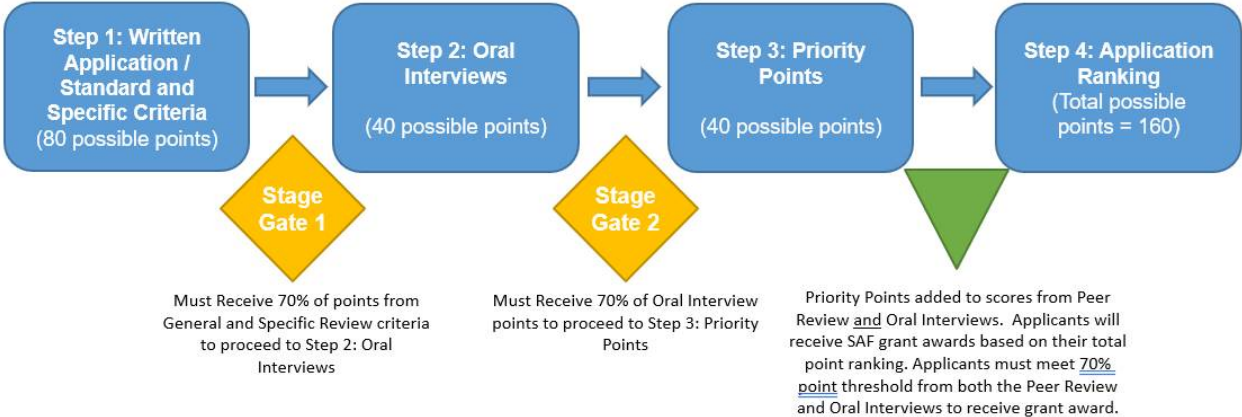 Step 1: Written
Application /
Standard and
Specific Criteria
(80 possible points)
Step 2: Oral
Interviews
(40 possible points)
Step 3: Priority
Points
(40 possible points)
Step 4: Application
Ranking
(Total possible
points = 160)
Stage
Gate 1
Stage
Gate 2
Must Receive 70% of points from
General and Specific Review criteria
to proceed to Step 2: Oral
Interviews
Must Receive 70% of Oral Interview
points to proceed to Step 3: Priority
Points
Priority Points added to scores from Peer
Review and Oral Interviews.  Applicants will
receive SAF grant awards based on their total
point ranking. Applicants must meet 70%
point threshold from both the Peer Review
and Oral Interviews to receive grant award.